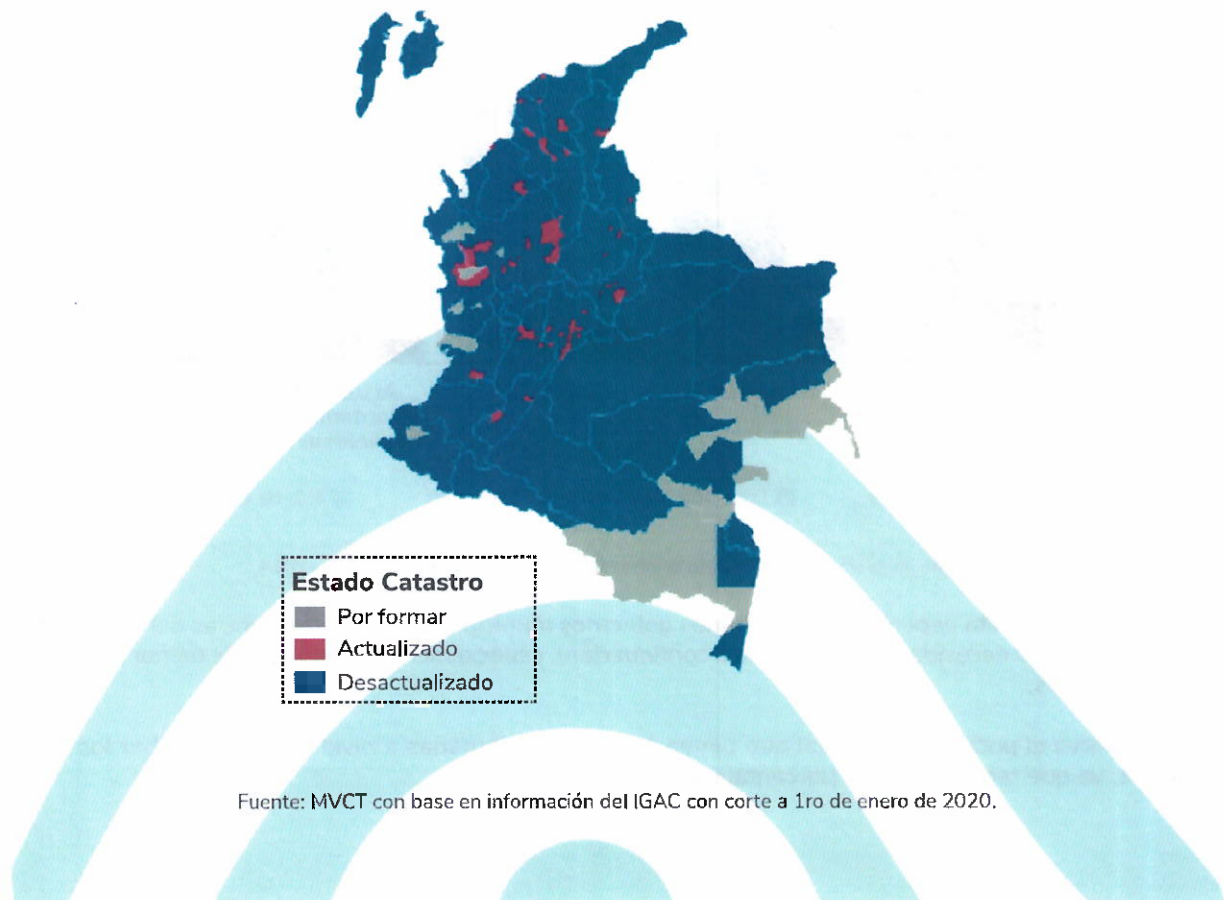 Estado Catastro
Por formar
Actualizado
Desactualizado
Fuente: MVCT con base en información del IGAC con corte a 1ro de enero de 2020.